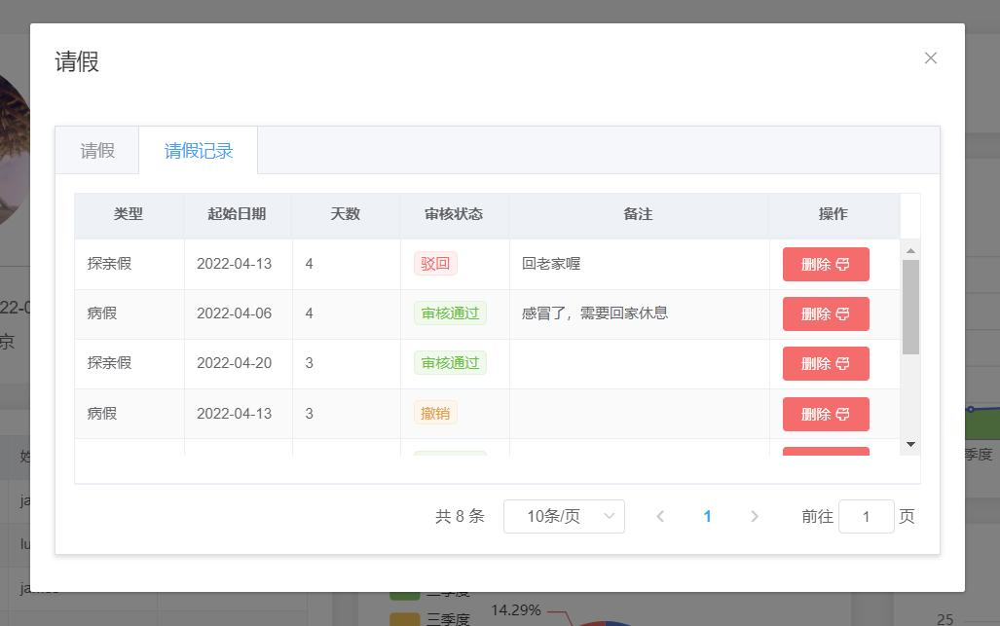 请假
请假 请假记录
类型 起始日期 天数 审核状态 备注 操作
探亲假 2022-04-13 4 驳回 回老家喔 删除
病假 2022-04-06 4 审核通过 感冒了，需要回家休息 删除
探亲假 2022-04-20 3 审核通过 删除
病假 2022-04-13 3 撤销 删除
共 8 条 10条/页 1 前往 1 页
京
季度
lu
三季度
14.29%
25